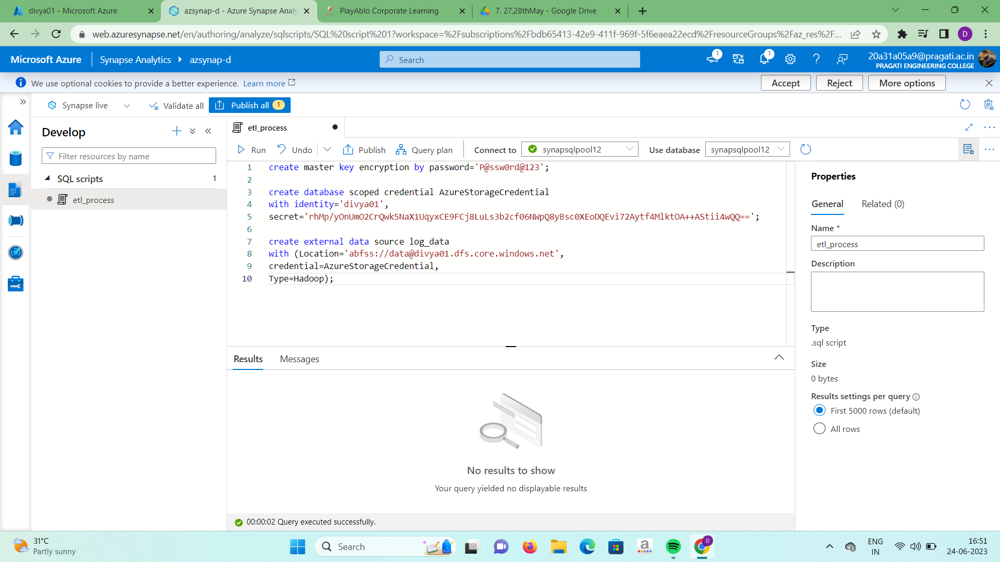 divya01 - Microsoft Azure
azsynap-d - Azure Synapse Analy
PlayAblo Corporate Learning
7. 27,28thMay - Google Drive
web.azuresynapse.net/en/authoring/analyze/sqlscripts/SQL%20script%201?workspace=%2Fsubscriptions%2Fbdb65413-42e9-411f-969f-5f6eaea22ecd%2FresourceGroups%2Faz_res%2F...
D
Microsoft Azure
Synapse Analytics
azsynap-d
Search
1
1
20a31a05a9@pragati.ac.in
PRAGATI ENGINEERING COLLEGE
We use optional cookies to provide a better experience. Learn more
Accept
Reject
More options
Synapse live
Validate all
Publish all 1
Develop
Filter resources by name
SQL scripts 1
etl_process
etl_process
Run
Undo
Publish
Query plan
Connect to
synapsqlpool12
Use database
synapsqlpool12
1 create master key encryption by password='P@ssw0rd@123';
2
3 create database scoped credential AzureStorageCredential
4 with identity='divya01',
5 secret='rhMp/yOnUmO2CrQwk5NaX1UqyxCE9FCj8LuLs3b2cf06NWpQ8yBsc0XEoDQEvi72Aytf4MlktOA++AStii4wQQ==';
6
7 create external data source log_data
8 with (Location='abfss://data@divya01.dfs.core.windows.net',
9 credential=AzureStorageCredential,
10 Type=Hadoop);
Results
Messages
No results to show
Your query yielded no displayable results
00:00:02 Query executed successfully.
Properties
General
Related (0)
Name *
etl_process
Description
Type
.sql script
Size
0 bytes
Results settings per query
First 5000 rows (default)
All rows
31°C
Partly sunny
Search
a
D
ENG
IN
16:51
24-06-2023